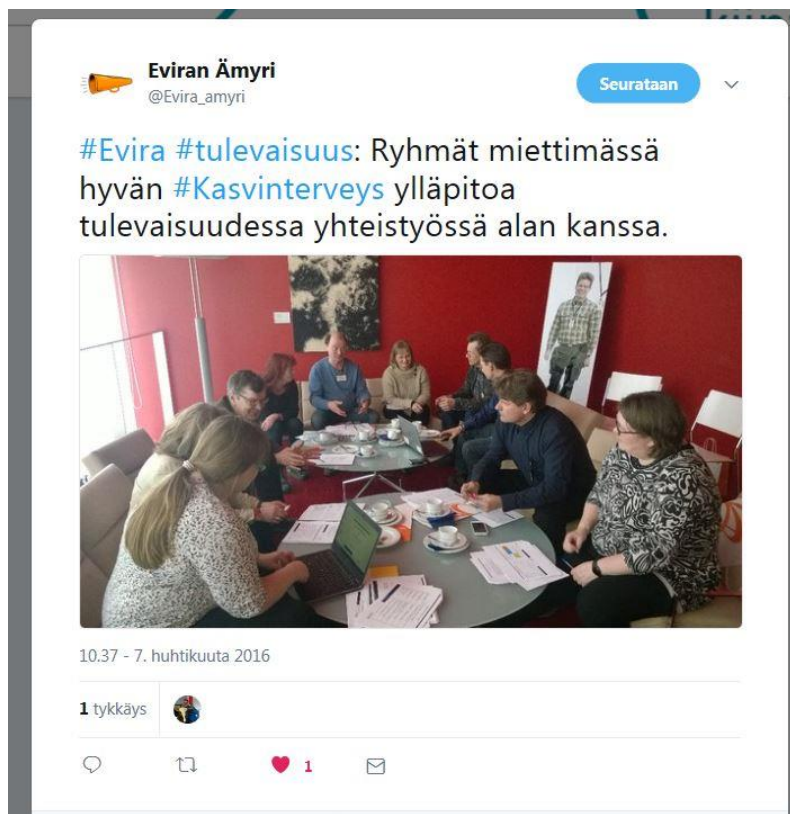 Eviran Ämyri
@Evira_amyri
Seurataan
#Evira #tulevaisuus: Ryhmät miettimässä
hyvän #Kasvinterveys ylläpitoa
tulevaisuudessa yhteistyössä alan kanssa.
10.37 - 7. huhtikuuta 2016
1 tykkäys
1